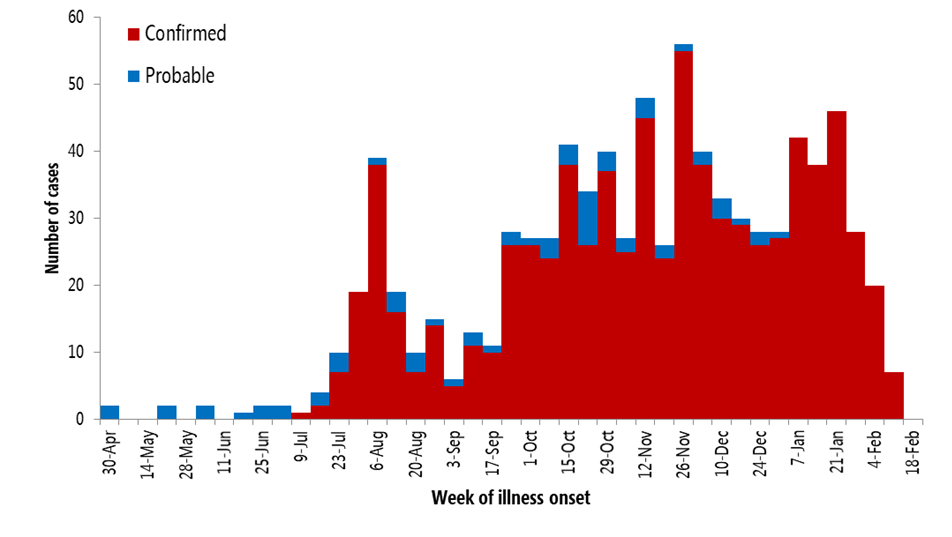 60
Confirmed
Probable
50
40
30
20
10
0
Number of cases
30-Apr
14-May
28-May
11-Jun
25-Jun
9-Jul
23-Jul
6-Aug
20-Aug
3-Sep
17-Sep
1-Oct
15-Oct
29-Oct
12-Nov
26-Nov
10-Dec
24-Dec
7-Jan
21-Jan
4-Feb
18-Feb
Week of illness onset